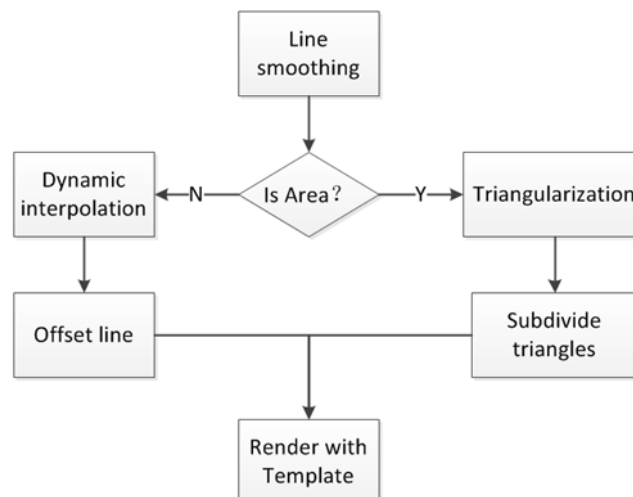 Line
smoothing
Dynamic
interpolation
N
Is Area？
Y
Triangularization
Offset line
Subdivide
triangles
Render with
Template